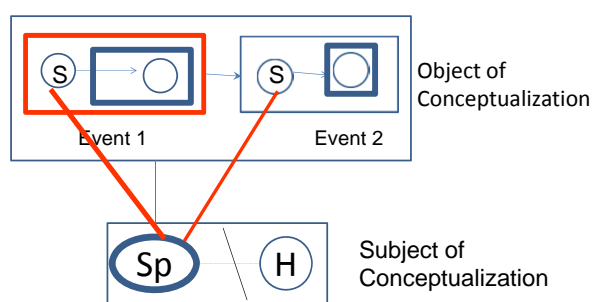 S
S
Object of
Conceptualization
Event 1
Event 2
Sp
H
Subject of
Conceptualization